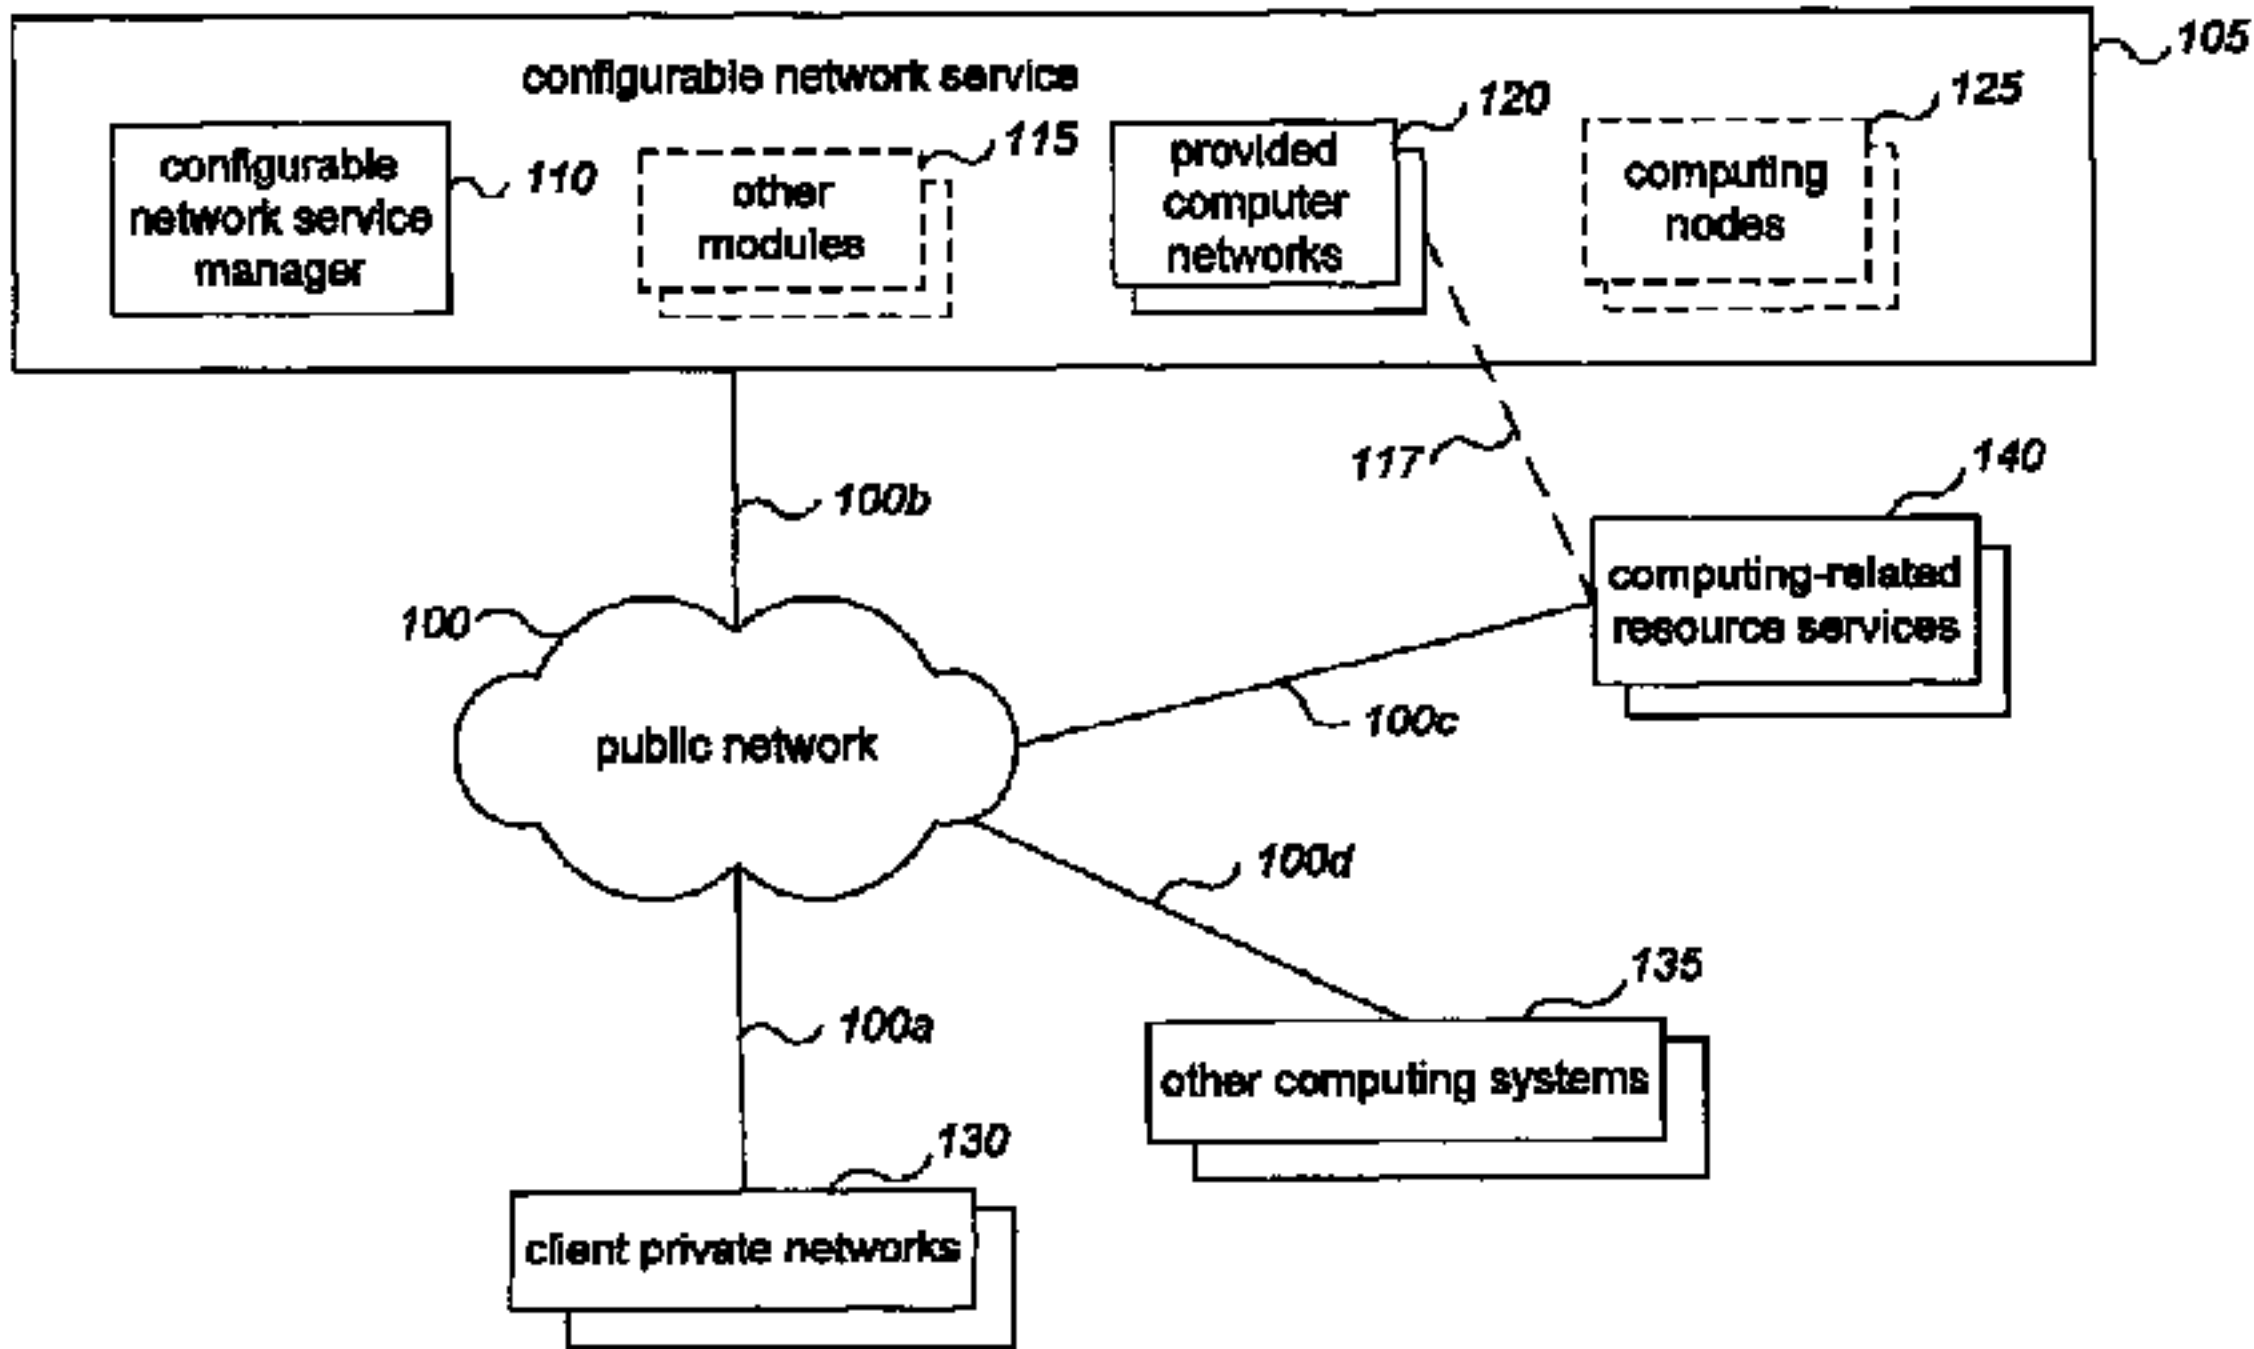 105
configurable network service
120
125
115
110
configurable
network service
manager
other
modules
provided
computer
networks
computing
nodes
117
140
100b
computing-related
resource services
100
public network
100c
100d
135
100a
other computing systems
130
client private networks